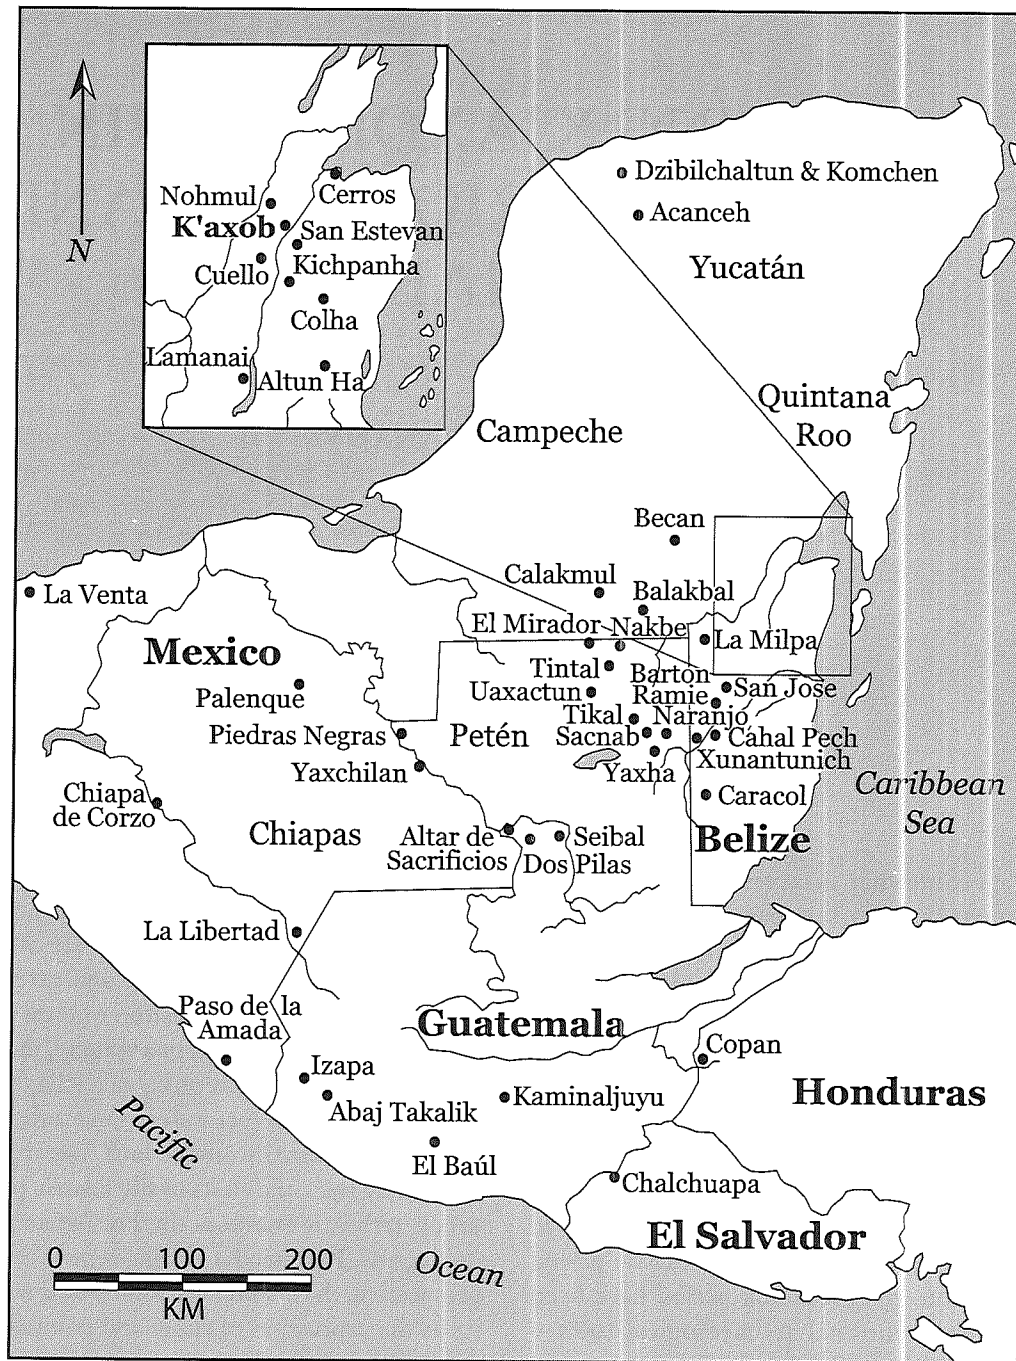 N
Nohmul
Cerros
K'axob
San Estevan
Cuello
Kichpanha
Colha
Lamanai
Altun Ha
Dzibilchaltun & Komchen
Acanceh
Yucatán
Quintana
Roo
Campeche
Becan
Calakmul
Balakbal
La Venta
El Mirador
Nakbe
La Milpa
Mexico
Tintal
Barton
Ramie
San Jose
Palenque
Uaxactun
Tikal
Naranjo
Piedras Negras
Petén
Sacnab
Cahal Pech
Xunantunich
Yaxchilan
Yaxha
Caribbean
Sea
Chiapa
de Corzo
Caracol
Chiapas
Altar de
Sacrificios
Seibal
Dos Pilas
Belize
La Libertad
Paso de la
Amada
Guatemala
Copan
Izapa
Abaj Takalik
Kaminaljuyu
Honduras
Pacific
El Baúl
Chalchuapa
El Salvador
Ocean
0 100 200
KM